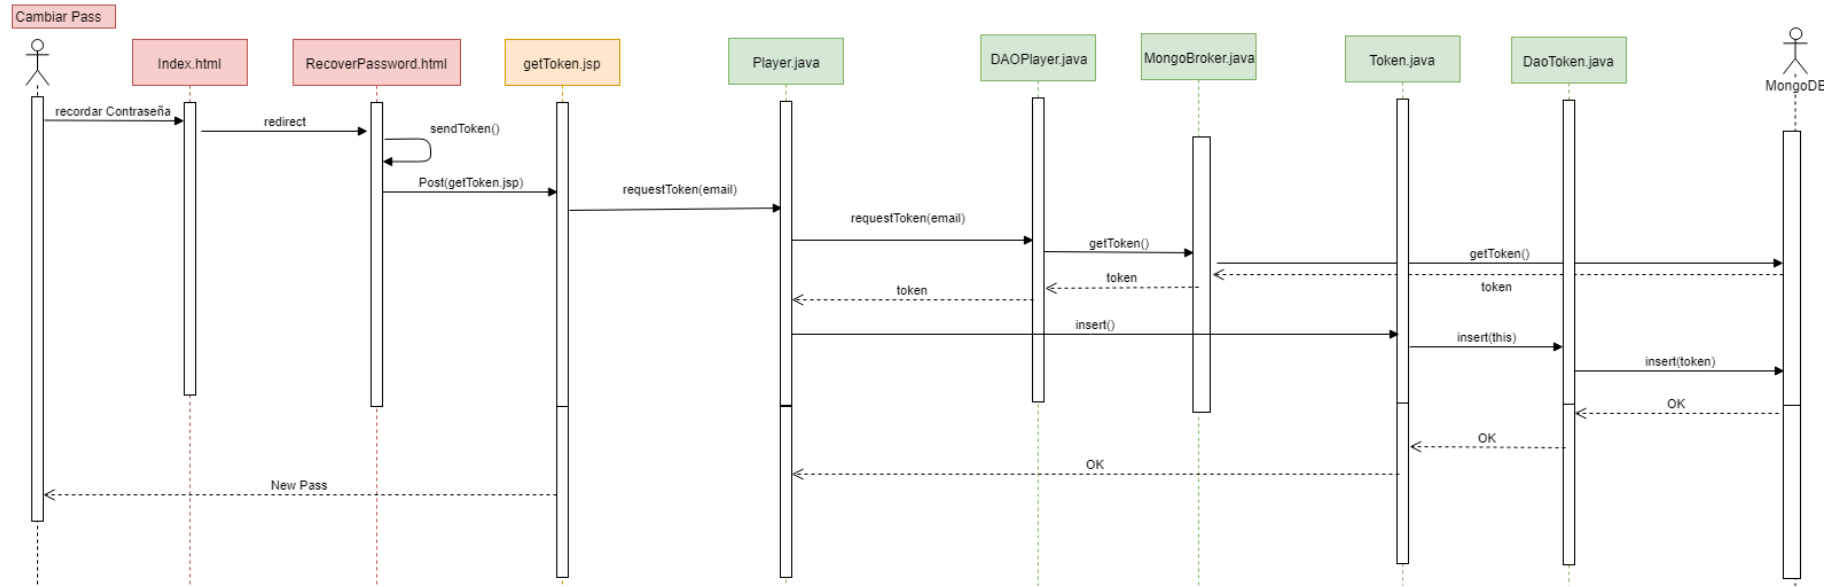 Cambiar Pass
Index.html
RecoverPassword.html
getToken.jsp
Player.java
DAOPlayer.java
MongoBroker.java
Token.java
DaoToken.java
MongoDB
recordar Contraseña
redirect
sendToken()
Post(getToken.jsp)
requestToken(email)
requestToken(email)
getToken()
getToken()
token
token
token
insert()
insert(this)
insert(token)
OK
OK
OK
New Pass